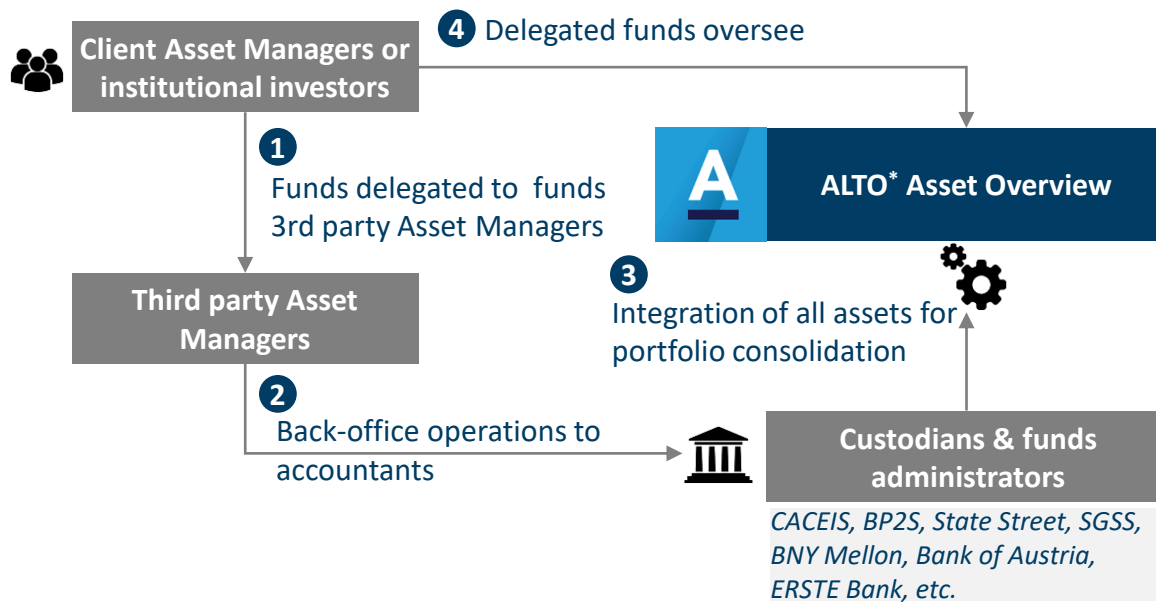 Client Asset Managers or
institutional investors
4 Delegated funds oversee
1
Funds delegated to funds
3rd party Asset Managers
A
ALTO* Asset Overview
Third party Asset
Managers
3
Integration of all assets for
portfolio consolidation
2
Back-office operations to
accountants
Custodians & funds
administrators
CACEIS, BP2S, State Street, SGSS,
BNY Mellon, Bank of Austria,
ERSTE Bank, etc.